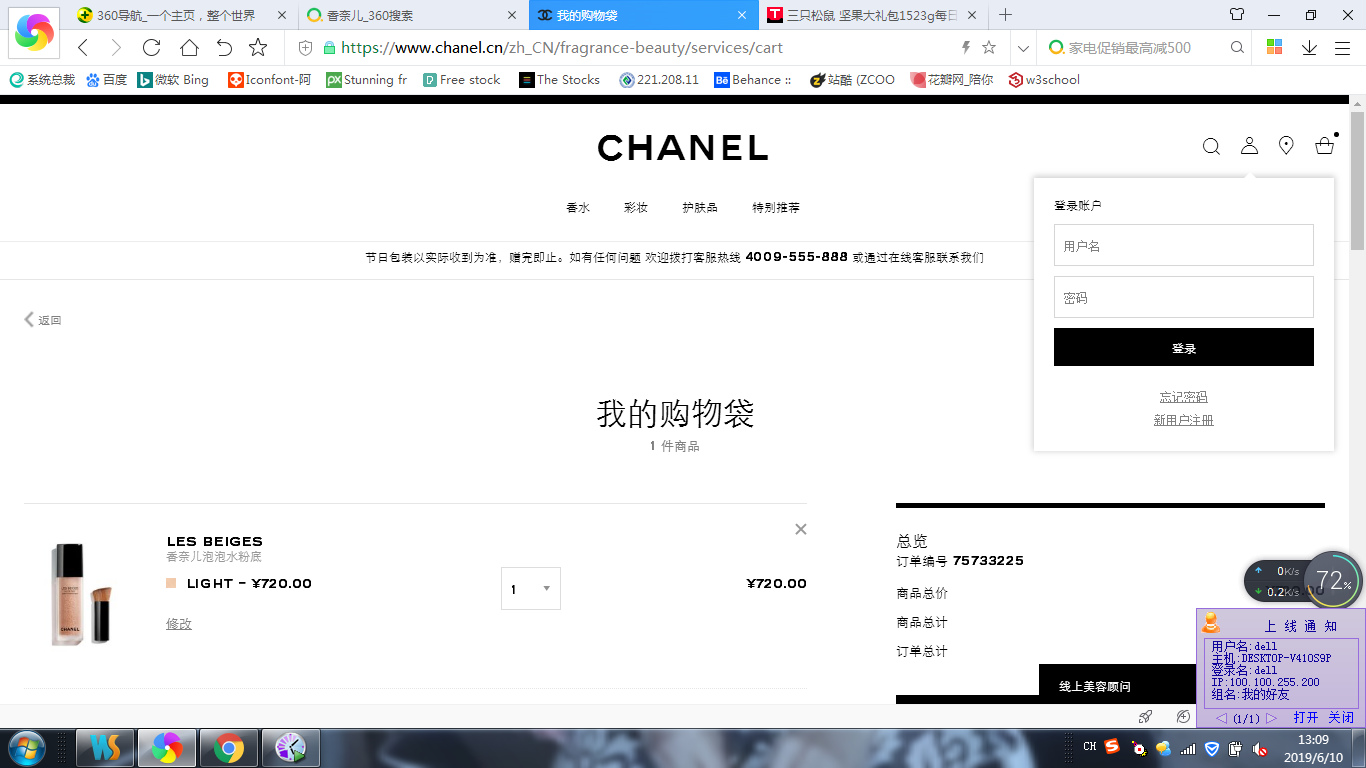 360导航_一个主页，整个世界
香奈儿_360搜索
我的购物袋
三只松鼠 坚果大礼包1523g每日
https://www.chanel.cn/zh_CN/fragrance-beauty/services/cart
家电促销最高减500
系统总裁 百度 微软 Bing Iconfont-阿 Stunning fr Free stock The Stocks 221.208.11 Behance :: 站酷 (ZCOO 花瓣网_陪你 w3school
CHANEL
香水 彩妆 护肤品 特别推荐
登录账户
用户名
密码
登录
忘记密码
新用户注册
节日包装以实际收到为准，赠完即止。如有任何问题 欢迎拨打客服热线 4009-555-888 或通过在线客服联系我们
返回
我的购物袋
1 件商品
LES BEIGES
香奈儿泡泡水粉底
LIGHT - ¥720.00
1
¥720.00
修改
CHANEL
总览
订单编号 75733225
商品总价
商品总计
订单总计
线上美容顾问
0K/s
0.2K/s
72%
上线通知
用户名:dell
主机:DESKTOP-V410S9P
登录名:dell
IP:100.100.255.200
组名:我的好友
(1/1) 打开 关闭
CH
13:09
2019/6/10